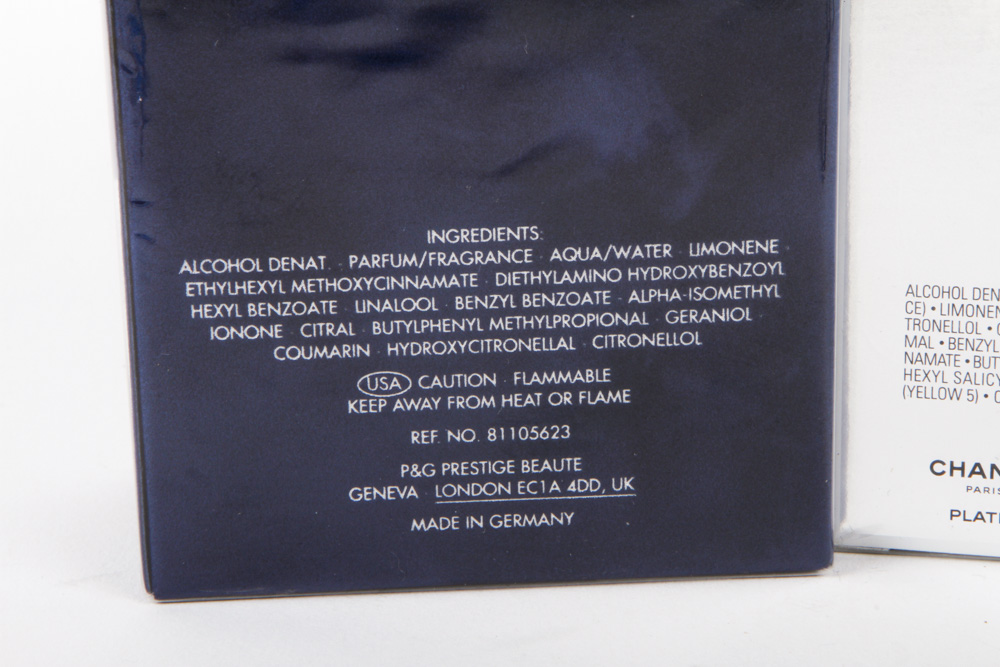 INGREDIENTS:
ALCOHOL DENAT. · PARFUM/FRAGRANCE · AQUA/WATER · LIMONENE ·
ETHYLHEXYL METHOXYCINNAMATE · DIETHYLAMINO HYDROXYBENZOYL
HEXYL BENZOATE · LINALOOL · BENZYL BENZOATE · ALPHA-ISOMETHYL
IONONE · CITRAL · BUTYLPHENYL METHYLPROPIONAL · GERANIOL ·
COUMARIN · HYDROXYCITRONELLAL · CITRONELLOL
USA CAUTION · FLAMMABLE
KEEP AWAY FROM HEAT OR FLAME
REF. NO. 81105623
P&G PRESTIGE BEAUTE
GENEVA · LONDON EC1A 4DD, UK
MADE IN GERMANY
ALCOHOL DEN
CE) • LIMONEN
TRONELLOL •
MAL • BENZYL
NAMATE • BUT
HEXYL SALICY
(YELLOW 5) •
CHAN
PARIS
PLAT